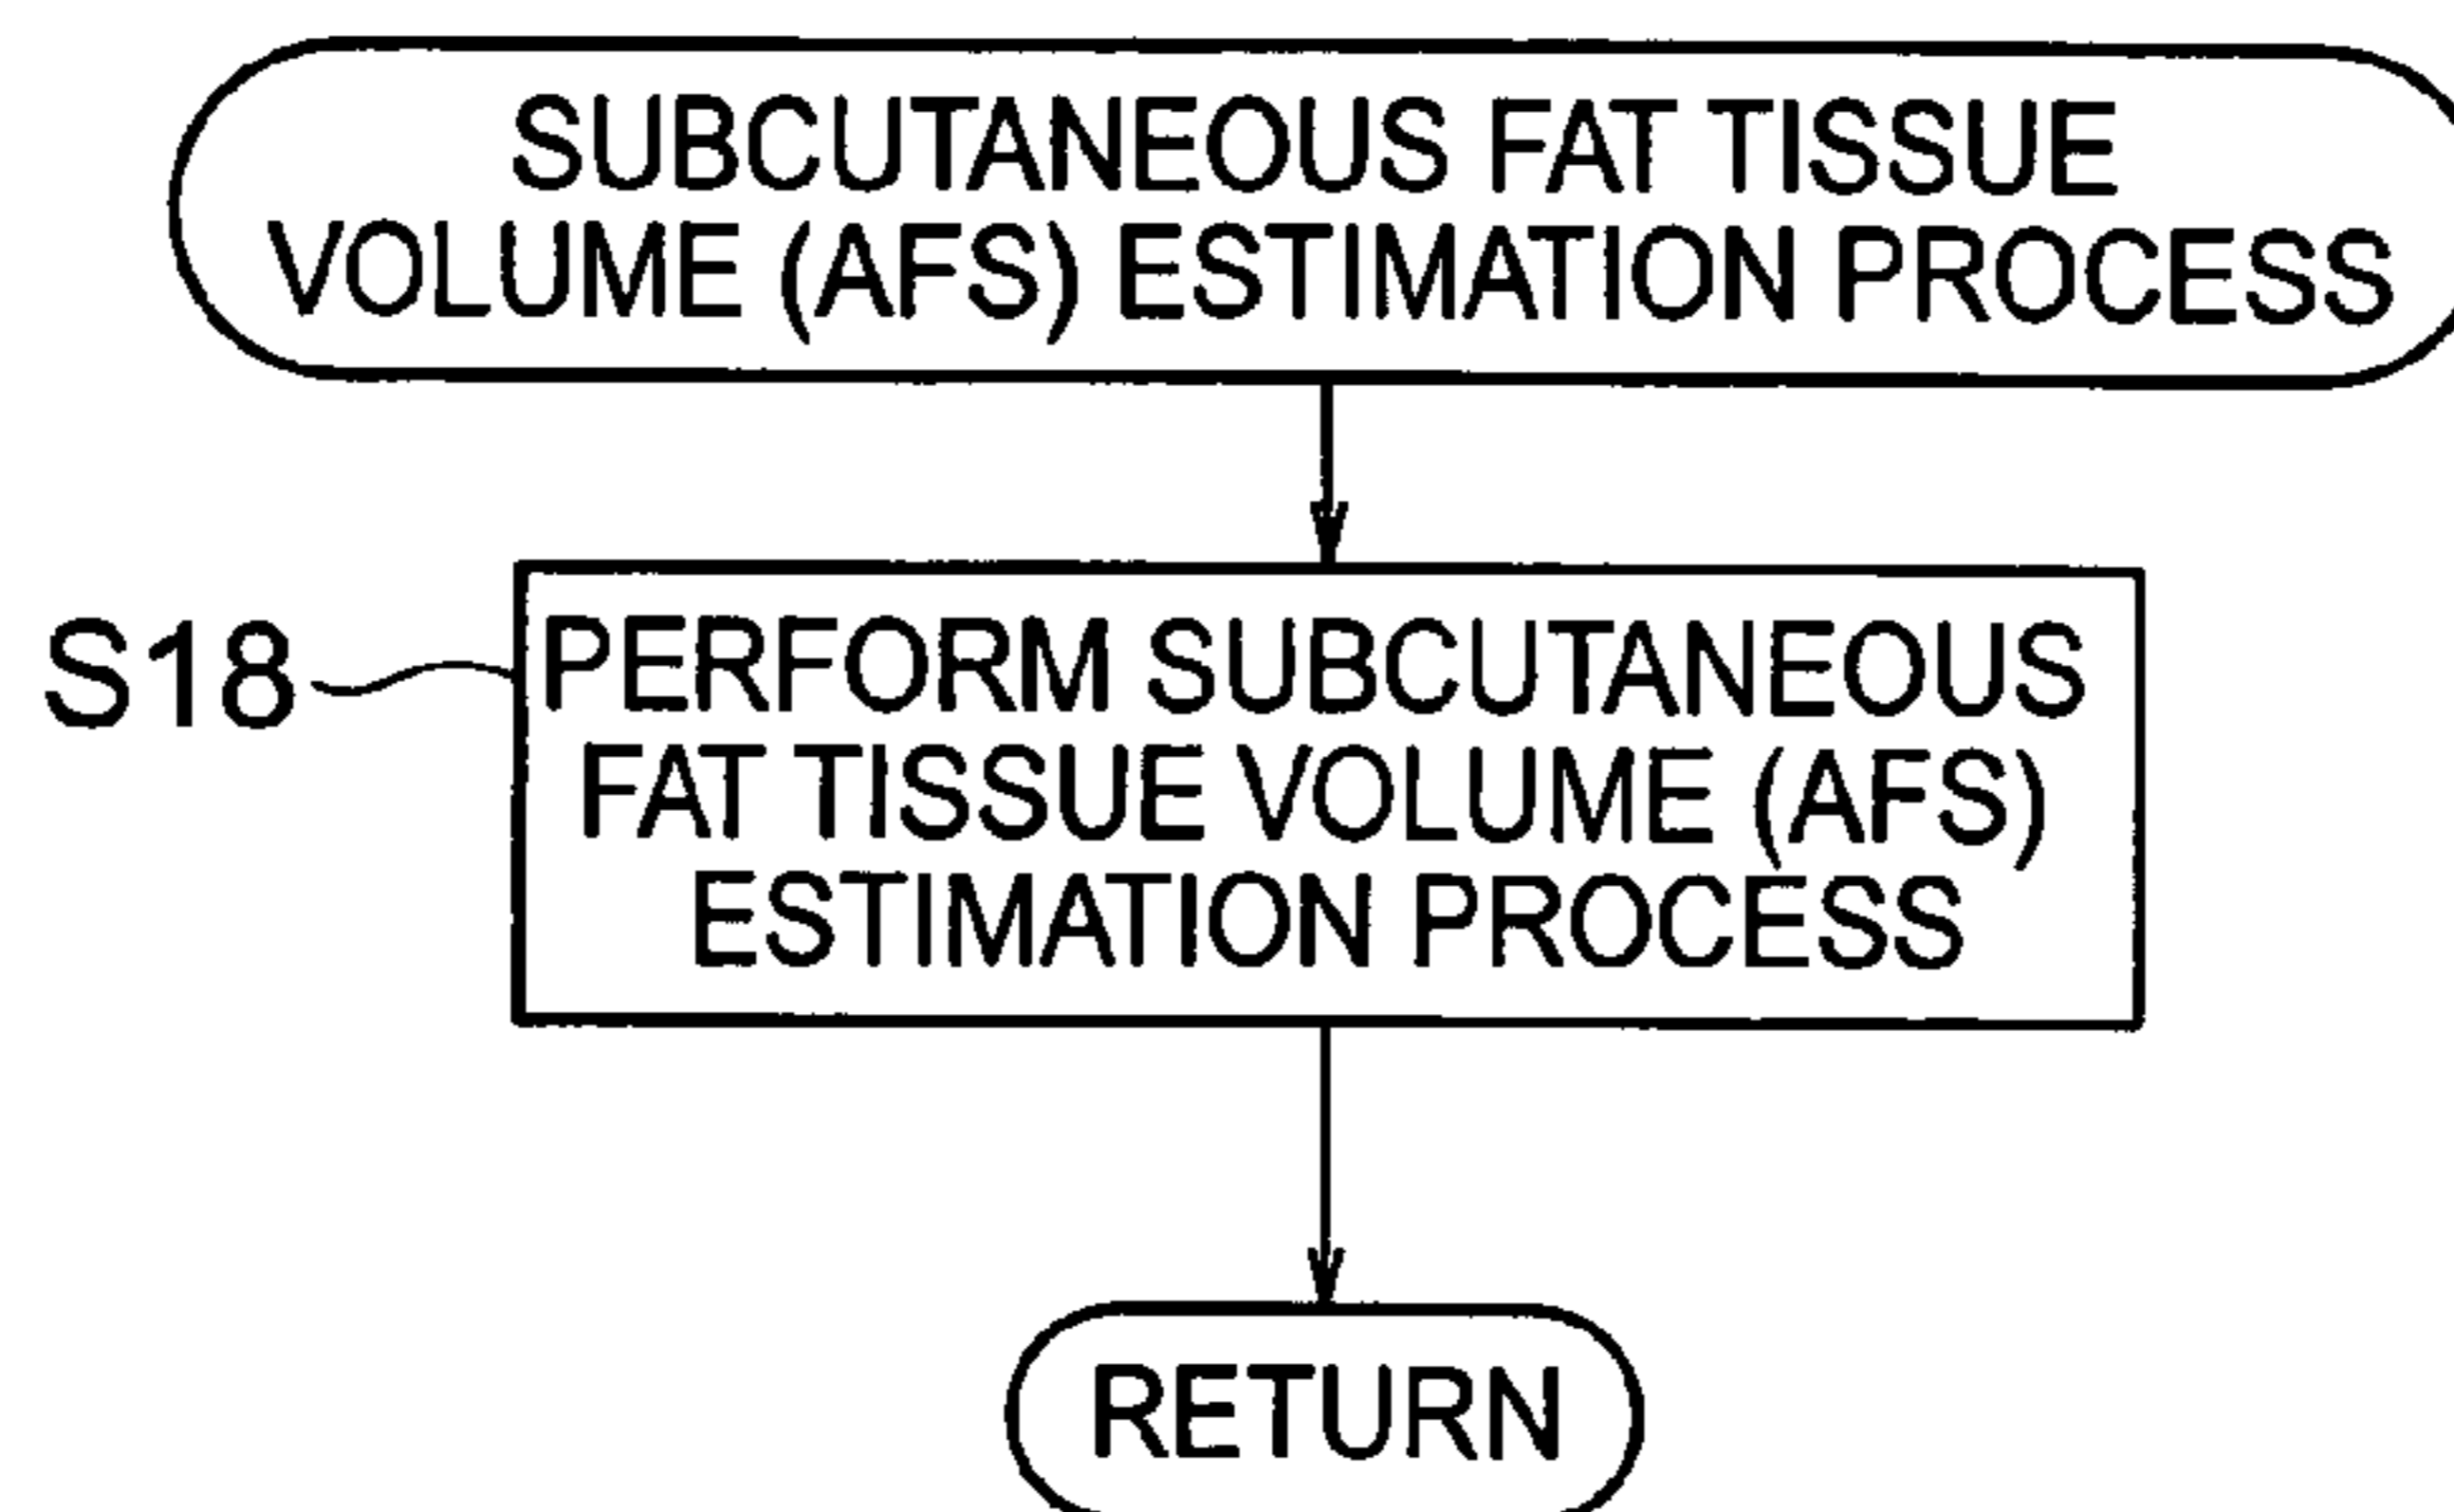 SUBCUTANEOUS FAT TISSUE
VOLUME (AFS) ESTIMATION PROCESS
S18
PERFORM SUBCUTANEOUS
FAT TISSUE VOLUME (AFS)
ESTIMATION PROCESS
RETURN